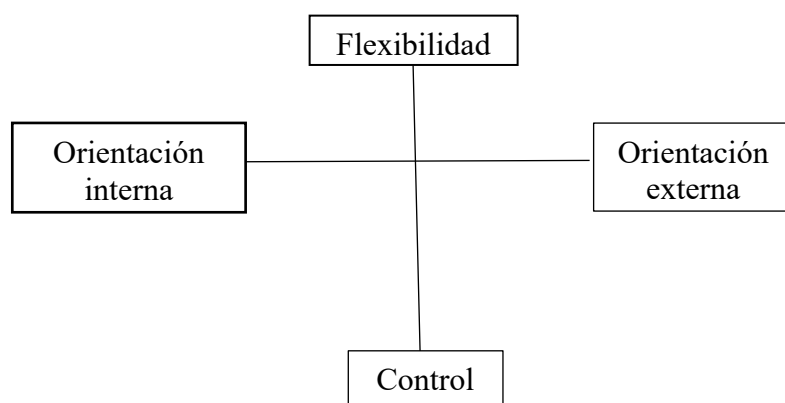 Flexibilidad
Orientación
interna
Orientación
externa
Control